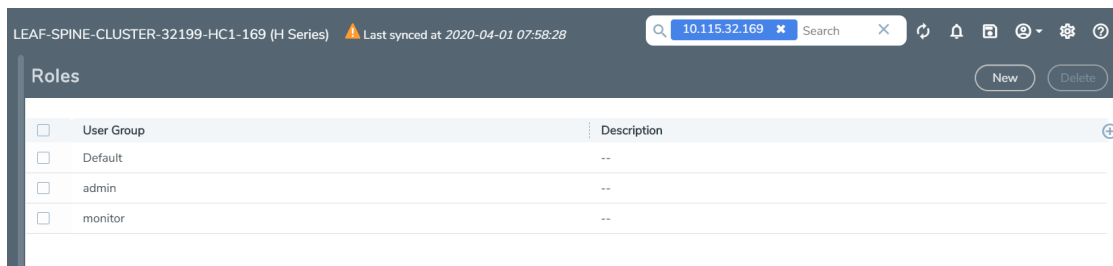 LEAF-SPINE-CLUSTER-32199-HC1-169 (H Series) Last synced at 2020-04-01 07:58:28 10.115.32.169 Search
Roles New Delete
User Group Description
Default --
admin --
monitor --